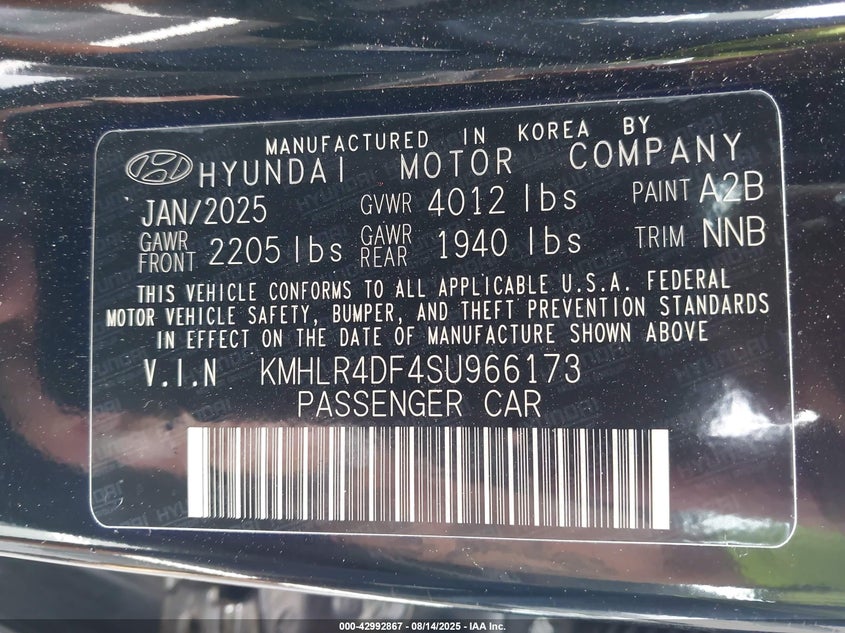 MANUFACTURED IN KOREA BY
HYUNDAI MOTOR COMPANY
JAN/2025 GVWR 4012 lbs PAINT A2B
GAWR FRONT 2205 lbs GAWR REAR 1940 lbs TRIM NNB
THIS VEHICLE CONFORMS TO ALL APPLICABLE U.S.A. FEDERAL
MOTOR VEHICLE SAFETY, BUMPER, AND THEFT PREVENTION STANDARDS
IN EFFECT ON THE DATE OF MANUFACTURE SHOWN ABOVE
V.I.N KMHLR4DF4SU966173
PASSENGER CAR
000-42992867 - 08/14/2025 - IAA Inc.